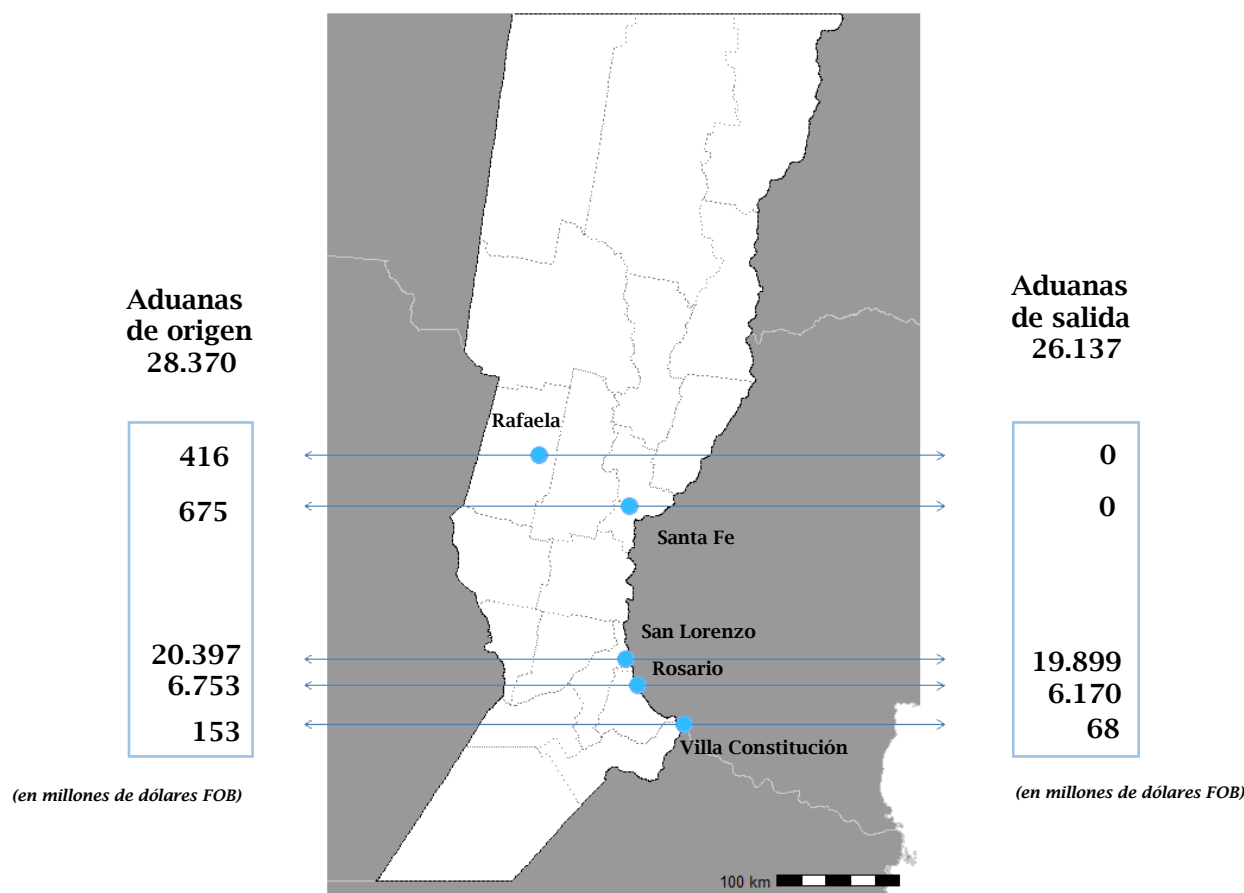 Aduanas
de origen
28.370
416
675
20.397
6.753
153
(en millones de dólares FOB)
Rafaela
Santa Fe
San Lorenzo
Rosario
Villa Constitución
100 km
Aduanas
de salida
26.137
0
0
19.899
6.170
68
(en millones de dólares FOB)